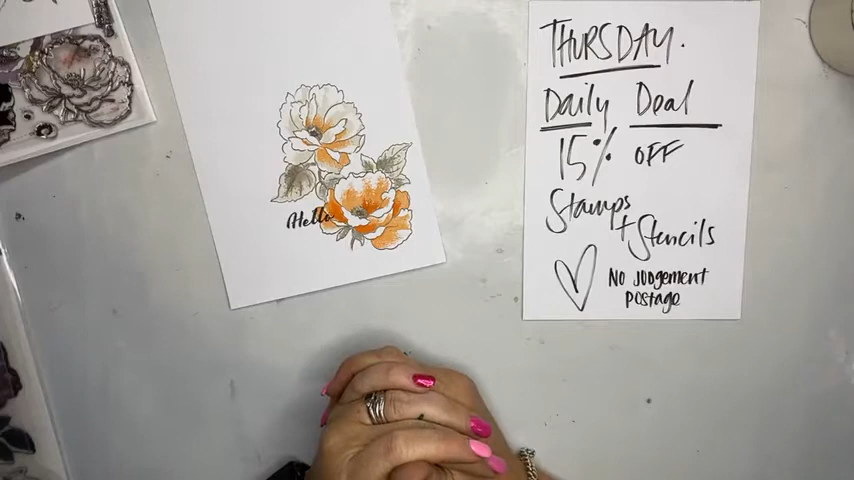 Hello
THURSDAY.
Daily Deal
15% OFF
Stamps
+ Stencils
No Judgement
Postage